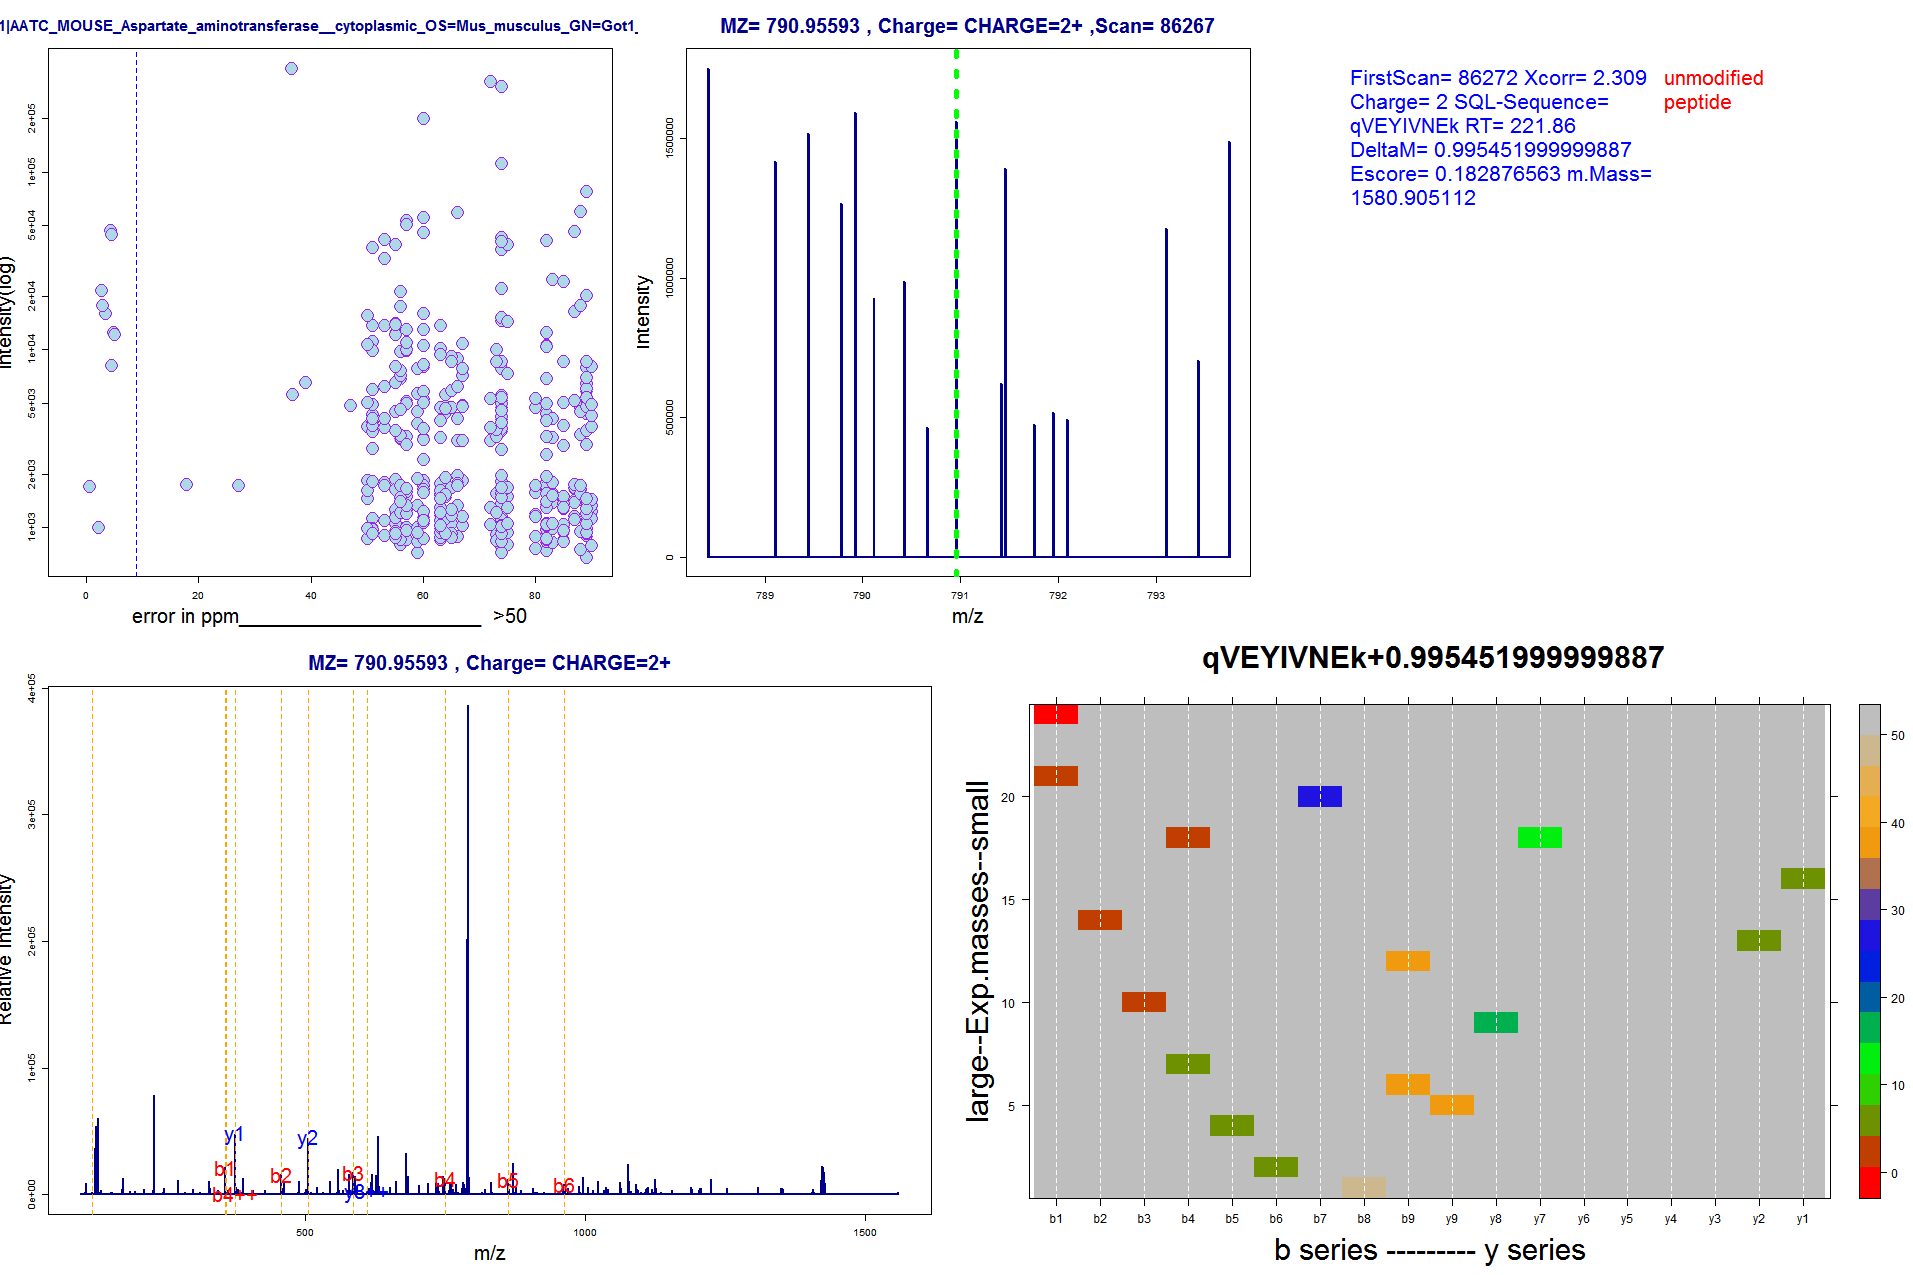 1|AATC_MOUSE_Aspartate_aminotransferase__cytoplasmic_OS=Mus_musculus_GN=Got1_
Intensity(log)
1e+03 2e+03 5e+03 1e+04 2e+04 5e+04 1e+05 2e+05
0 20 40 60 80
error in ppm______________________ >50
MZ= 790.95593 , Charge= CHARGE=2+ ,Scan= 86267
Intensity
0 500000 1000000 1500000
789 790 791 792 793
m/z
FirstScan= 86272 Xcorr= 2.309
Charge= 2 SQL-Sequence=
qVEYIVNEk RT= 221.86
DeltaM= 0.995451999999887
Escore= 0.182876563 m.Mass=
1580.905112
unmodified
peptide
MZ= 790.95593 , Charge= CHARGE=2+
Relative Intensity
0e+00 1e+05 2e+05 3e+05 4e+05
y1
y2
b1
b2
b3
b4
b5
b6
b4++
500 1000 1500
m/z
qVEYIVNEk+0.995451999999887
large--Exp.masses--small
5 10 15 20
b1 b2 b3 b4 b5 b6 b7 b8 b9 y9 y8 y7 y6 y5 y4 y3 y2 y1
b series --------- y series
0 10 20 30 40 50